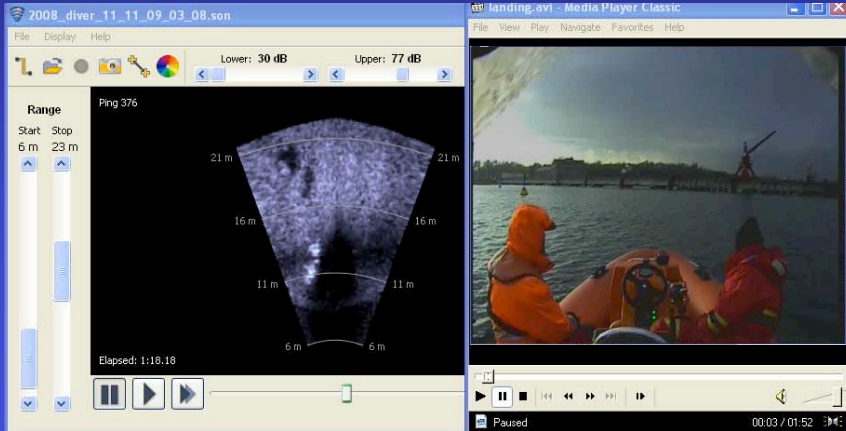 2008_diver_11_11_09_03_08.son
File Display Help
Lower: 30 dB Upper: 77 dB
Range
Start Stop
6 m 23 m
Ping 376
21 m 21 m
16 m 16 m
11 m 11 m
6 m 6 m
Elapsed: 1:18.18
landing.avi - Media Player Classic
File View Play Navigate Favorites Help
Paused 00:03 / 01:52